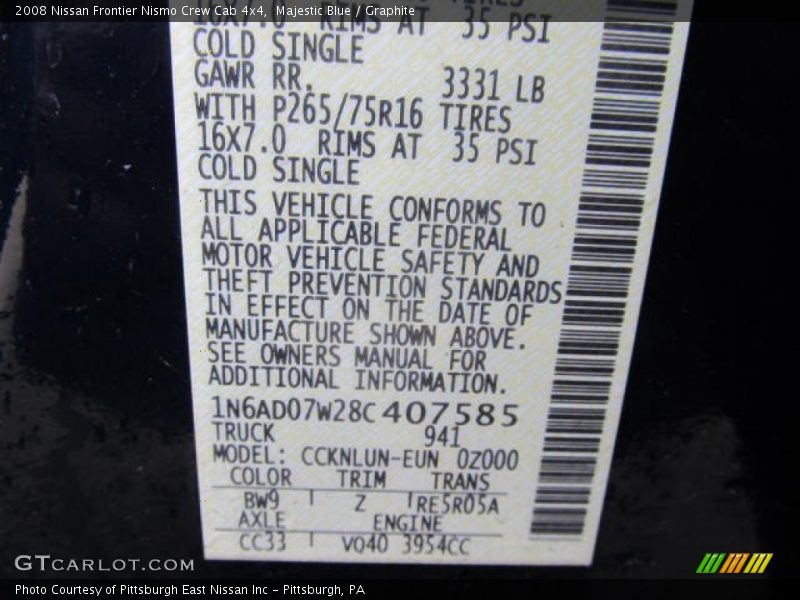 2008 Nissan Frontier Nismo Crew Cab 4x4, Majestic Blue / Graphite
RIMS AT 35 PSI
COLD SINGLE
GAWR RR. 3331 LB
WITH P265/75R16 TIRES
16X7.0 RIMS AT 35 PSI
COLD SINGLE
THIS VEHICLE CONFORMS TO
ALL APPLICABLE FEDERAL
MOTOR VEHICLE SAFETY AND
THEFT PREVENTION STANDARDS
IN EFFECT ON THE DATE OF
MANUFACTURE SHOWN ABOVE.
SEE OWNERS MANUAL FOR
ADDITIONAL INFORMATION.
1N6AD07W28C407585
TRUCK 941
MODEL: CCKNLUN-EUN 0Z000
COLOR TRIM TRANS
BW9 Z RE5R05A
AXLE ENGINE
CC33 VQ40 3954CC
GTCARLOT.COM
Photo Courtesy of Pittsburgh East Nissan Inc - Pittsburgh, PA